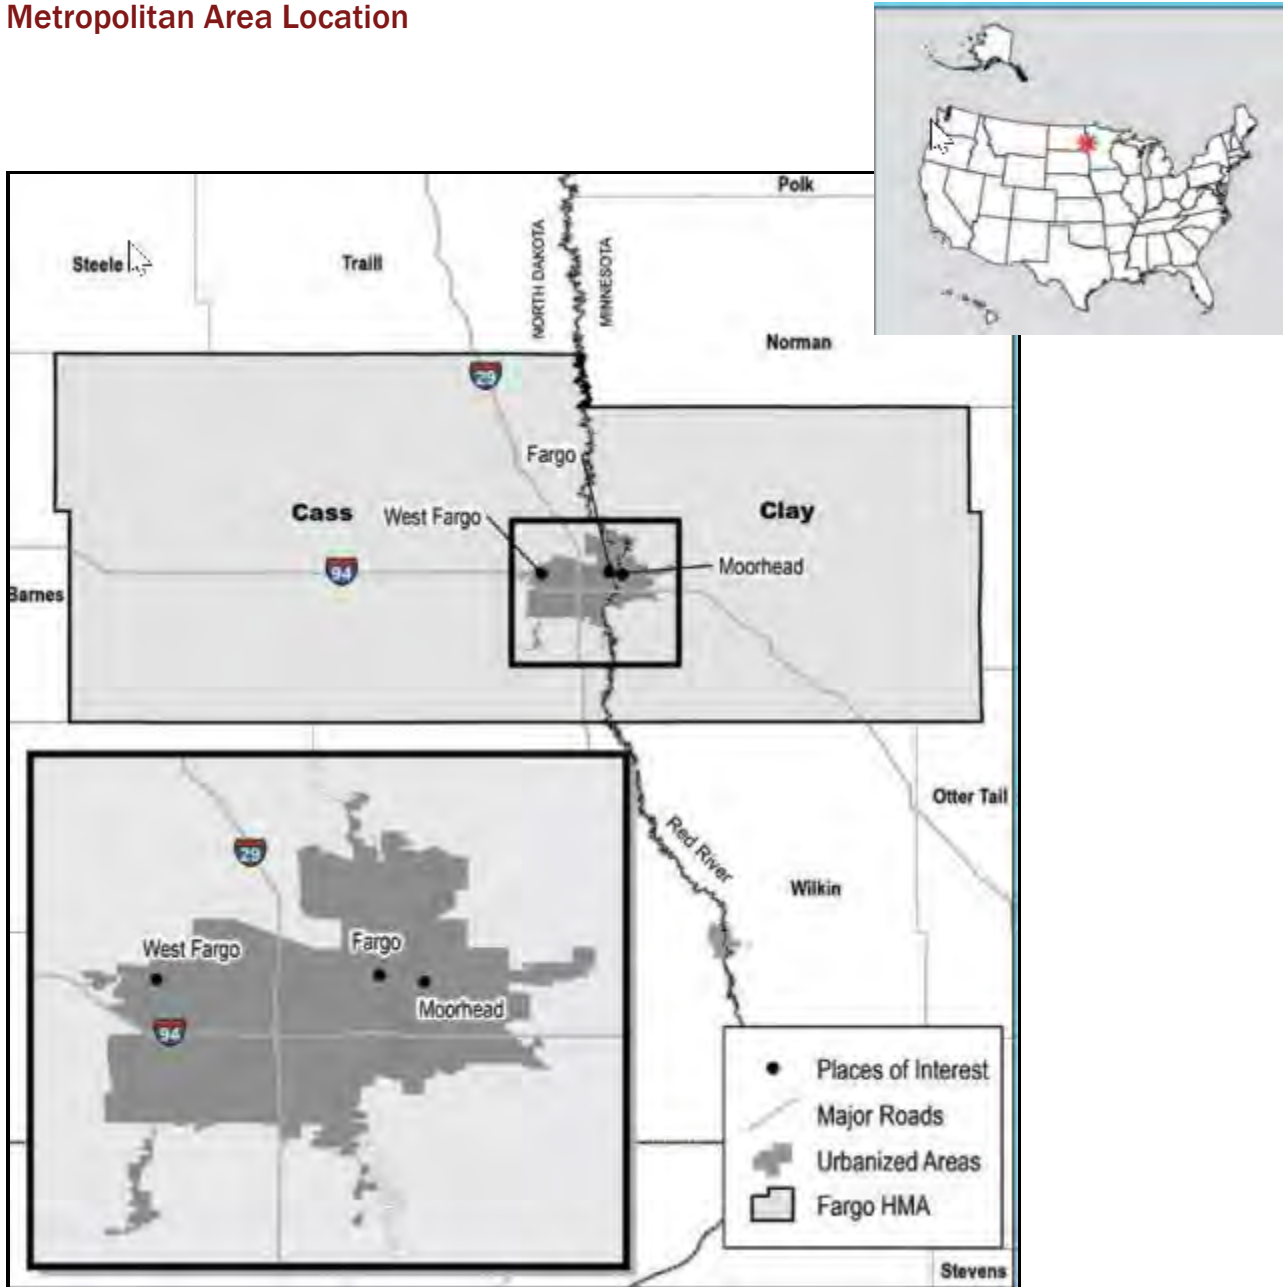 Metropolitan Area Location
Polk
Steele
Traill
NORTH DAKOTA
MINNESOTA
Norman
29
Fargo
Cass
West Fargo
Clay
94
Moorhead
Barnes
Otter Tail
Red River
Wilkin
29
West Fargo
Fargo
Moorhead
94
Places of Interest
Major Roads
Urbanized Areas
Fargo HMA
Stevens